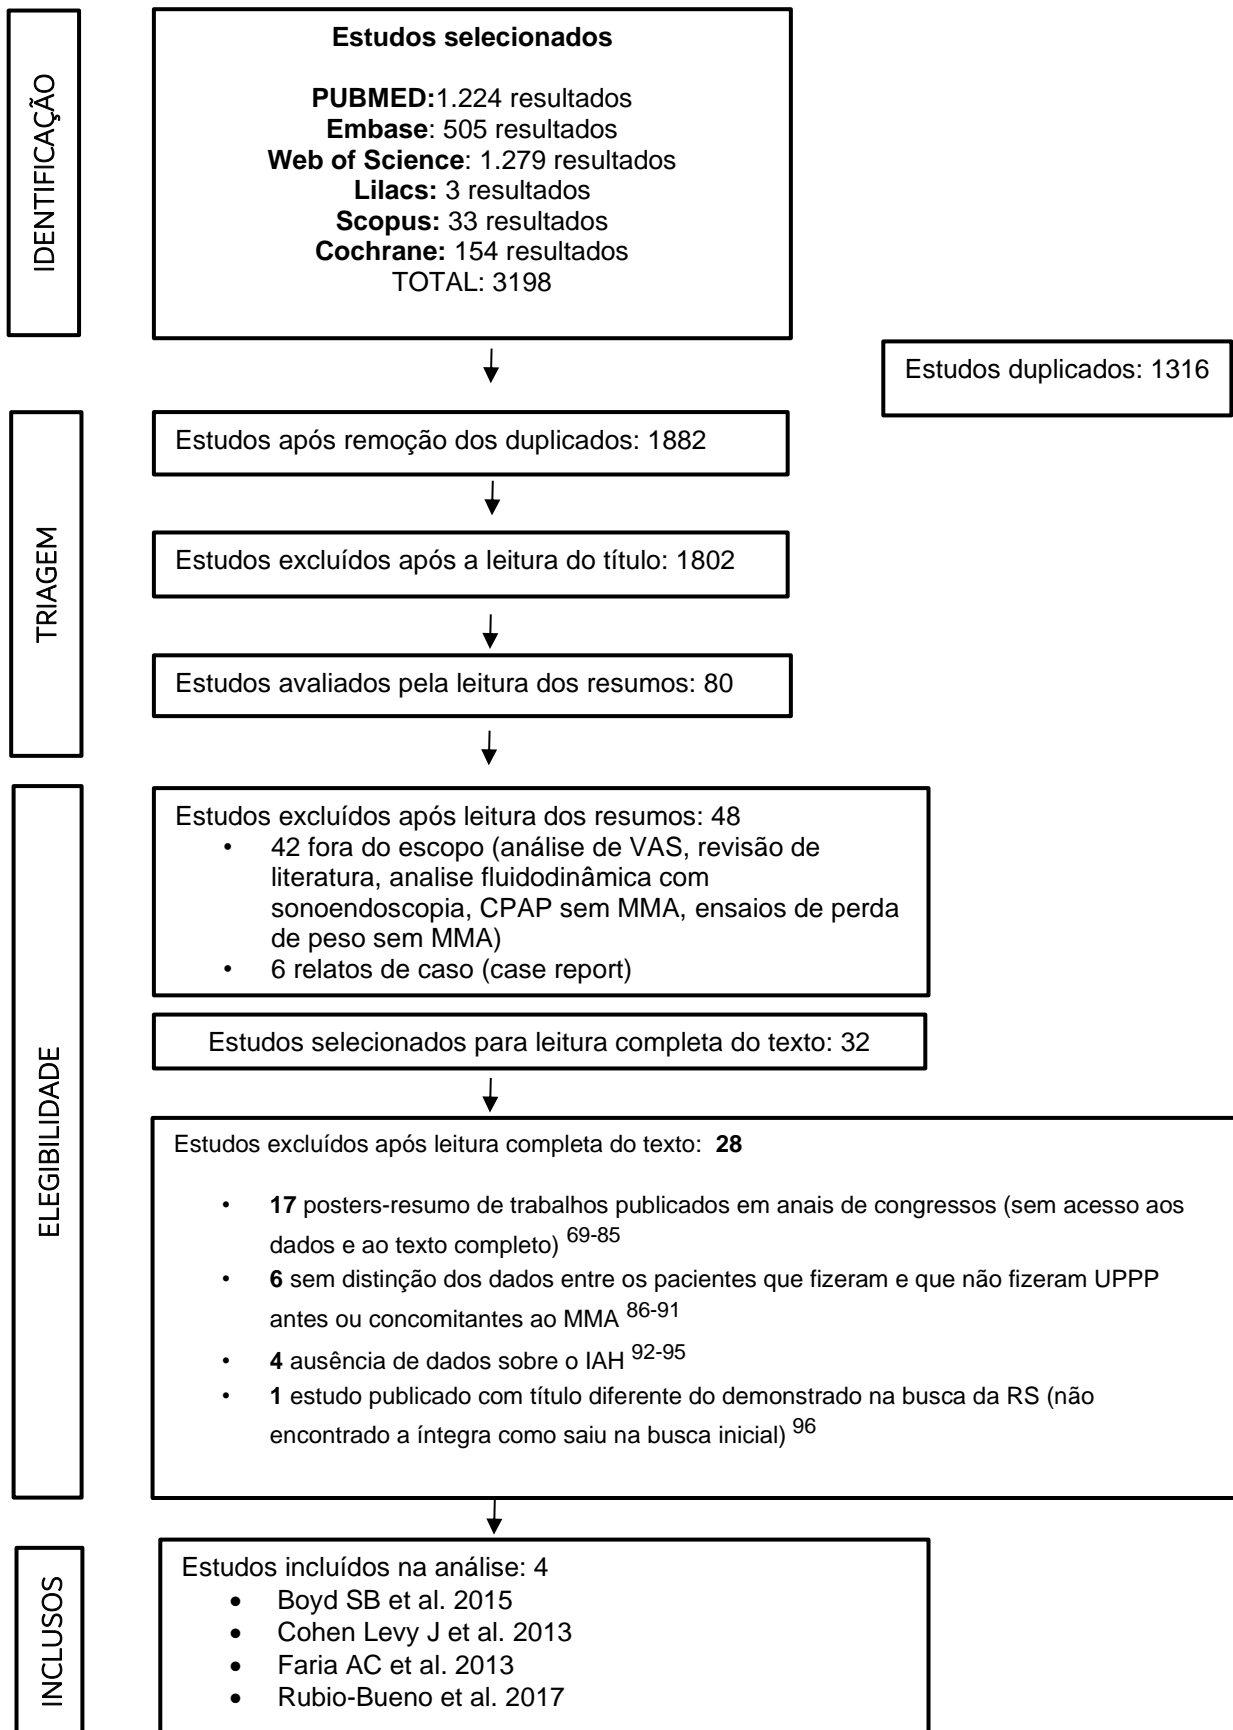 IDENTIFICAÇÃO
Estudos selecionados
PUBMED:1.224 resultados
Embase: 505 resultados
Web of Science: 1.279 resultados
Lilacs: 3 resultados
Scopus: 33 resultados
Cochrane: 154 resultados
TOTAL: 3198
Estudos duplicados: 1316
TRIAGEM
Estudos após remoção dos duplicados: 1882
Estudos excluídos após a leitura do título: 1802
Estudos avaliados pela leitura dos resumos: 80
ELEGIBILIDADE
Estudos excluídos após leitura dos resumos: 48
• 42 fora do escopo (análise de VAS, revisão de
literatura, analise fluidodinâmica com
sonoendoscopia, CPAP sem MMA, ensaios de perda
de peso sem MMA)
• 6 relatos de caso (case report)
Estudos selecionados para leitura completa do texto: 32
Estudos excluídos após leitura completa do texto: 28
• 17 posters-resumo de trabalhos publicados em anais de congressos (sem acesso aos
dados e ao texto completo) 69-85
• 6 sem distinção dos dados entre os pacientes que fizeram e que não fizeram UPPP
antes ou concomitantes ao MMA 86-91
• 4 ausência de dados sobre o IAH 92-95
• 1 estudo publicado com título diferente do demonstrado na busca da RS (não
encontrado a íntegra como saiu na busca inicial) 96
INCLUSOS
Estudos incluídos na análise: 4
• Boyd SB et al. 2015
• Cohen Levy J et al. 2013
• Faria AC et al. 2013
• Rubio-Bueno et al. 2017